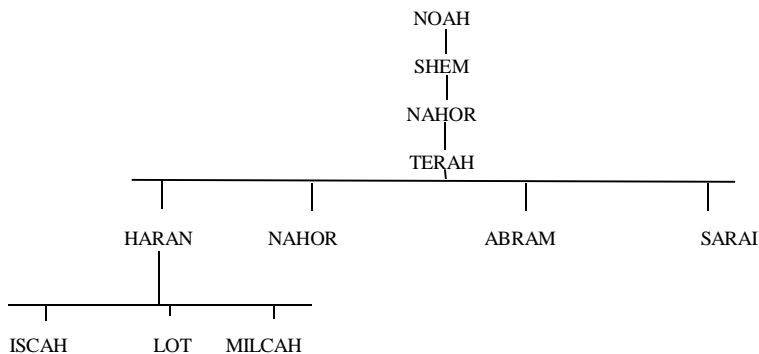 NOAH
SHEM
NAHOR
TERAH
HARAN NAHOR ABRAM SARAI
ISCAH LOT MILCAH